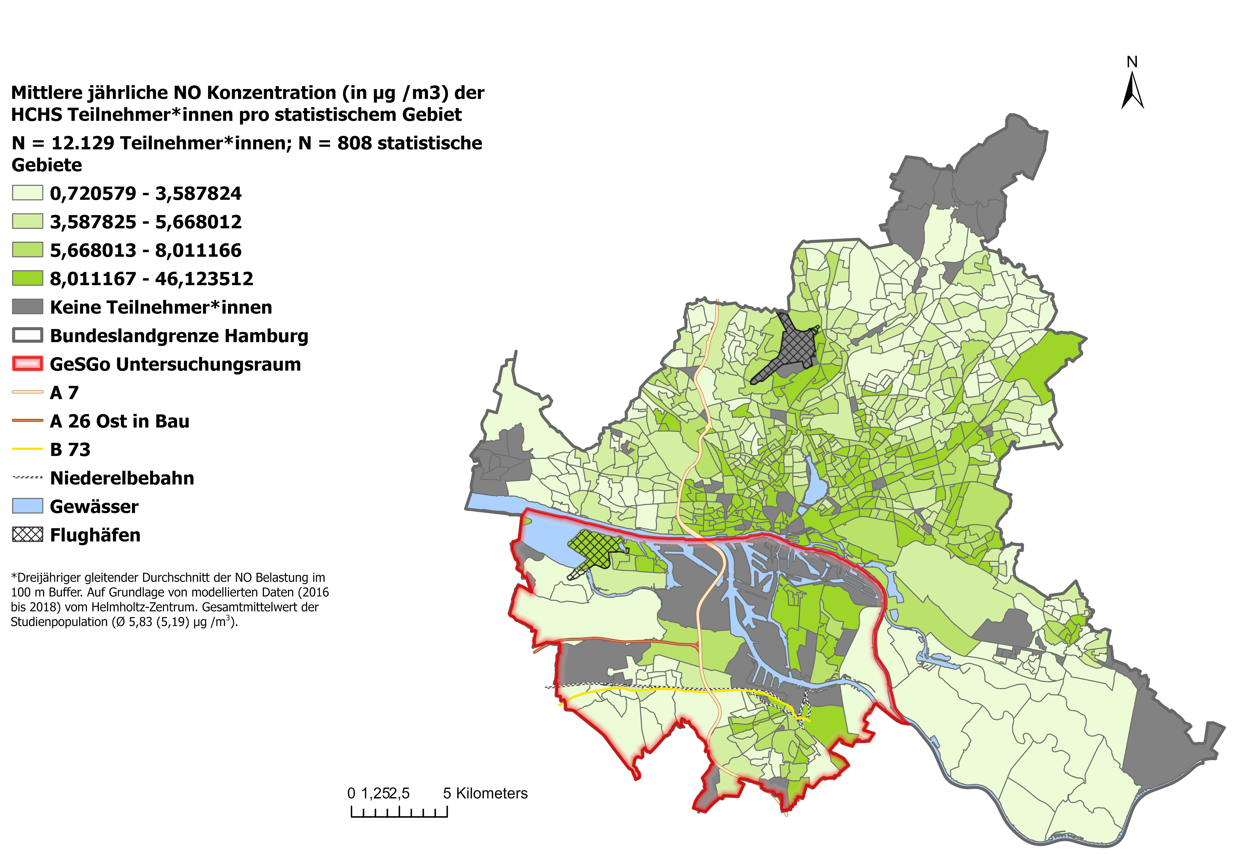 N
Mittlere jährliche NO Konzentration (in µg /m3) der
HCHS Teilnehmer*innen pro statistischem Gebiet
N = 12.129 Teilnehmer*innen; N = 808 statistische
Gebiete
0,720579 - 3,587824
3,587825 - 5,668012
5,668013 - 8,011166
8,011167 - 46,123512
Keine Teilnehmer*innen
Bundeslandgrenze Hamburg
GeSGo Untersuchungsraum
A 7
A 26 Ost in Bau
B 73
Niederelbebahn
Gewässer
Flughäfen
*Dreijähriger gleitender Durchschnitt der NO Belastung im
100 m Buffer. Auf Grundlage von modellierten Daten (2016
bis 2018) vom Helmholtz-Zentrum. Gesamtmittelwert der
Studienpopulation (Ø 5,83 (5,19) µg /m³).
0 1,252,5 5 Kilometers